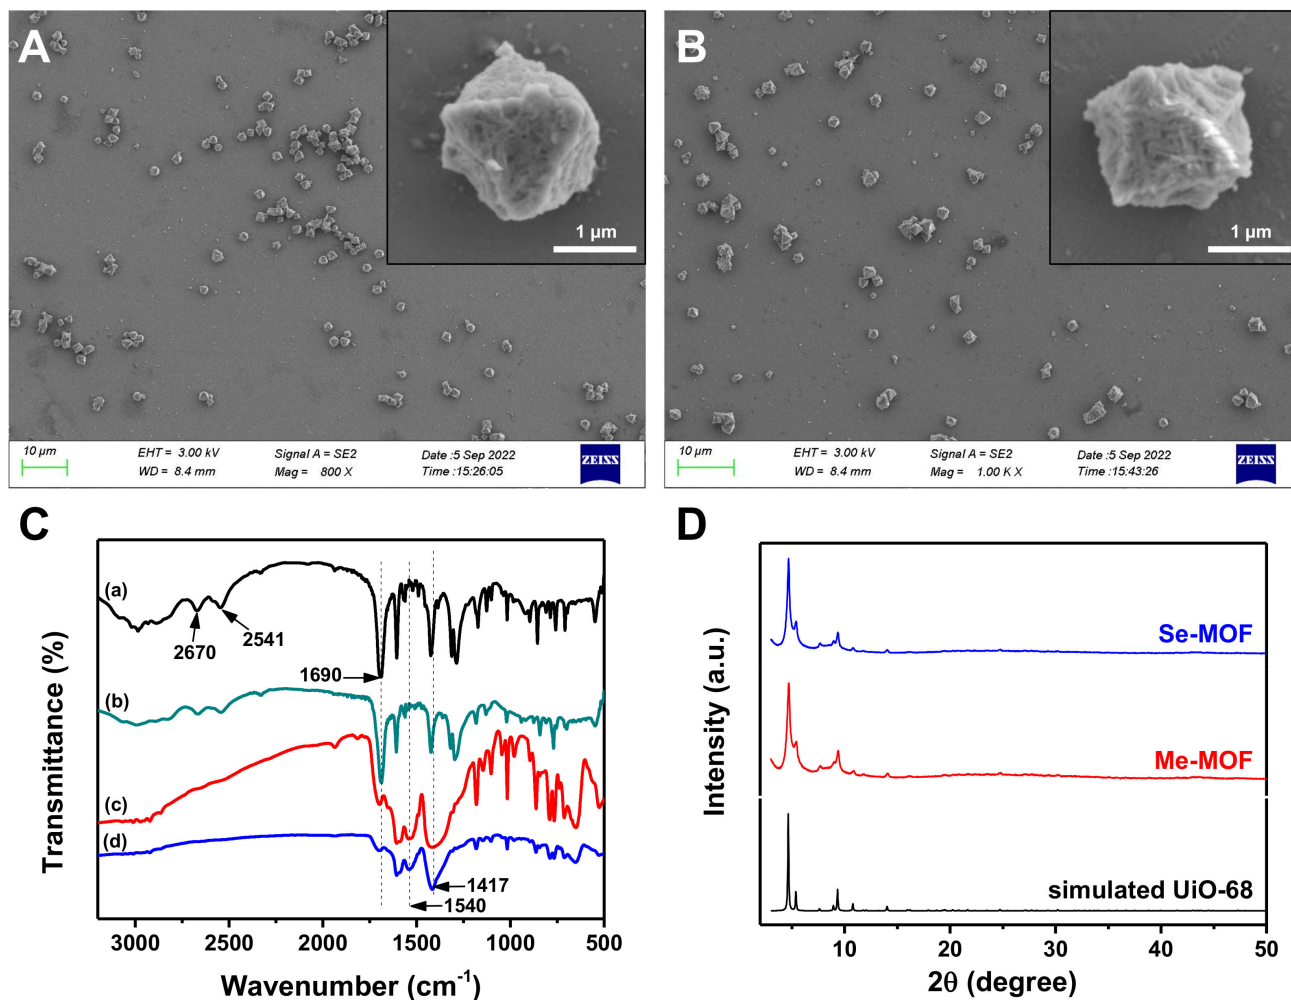 A
1 µm
10 µm
EHT = 3.00 kV
Signal A = SE2
Date :5 Sep 2022
WD = 8.4 mm
Mag = 800 X
Time :15:26:05
ZEISS
B
1 µm
10 µm
EHT = 3.00 kV
Signal A = SE2
Date :5 Sep 2022
WD = 8.4 mm
Mag = 1.00 K X
Time :15:43:26
ZEISS
C
(a)
2670
2541
1690
(b)
(c)
(d)
1417
1540
Transmittance (%)
3000
2500
2000
1500
1000
500
Wavenumber (cm⁻¹)
D
Se-MOF
Me-MOF
simulated UiO-68
Intensity (a.u.)
10
20
30
40
50
2θ (degree)